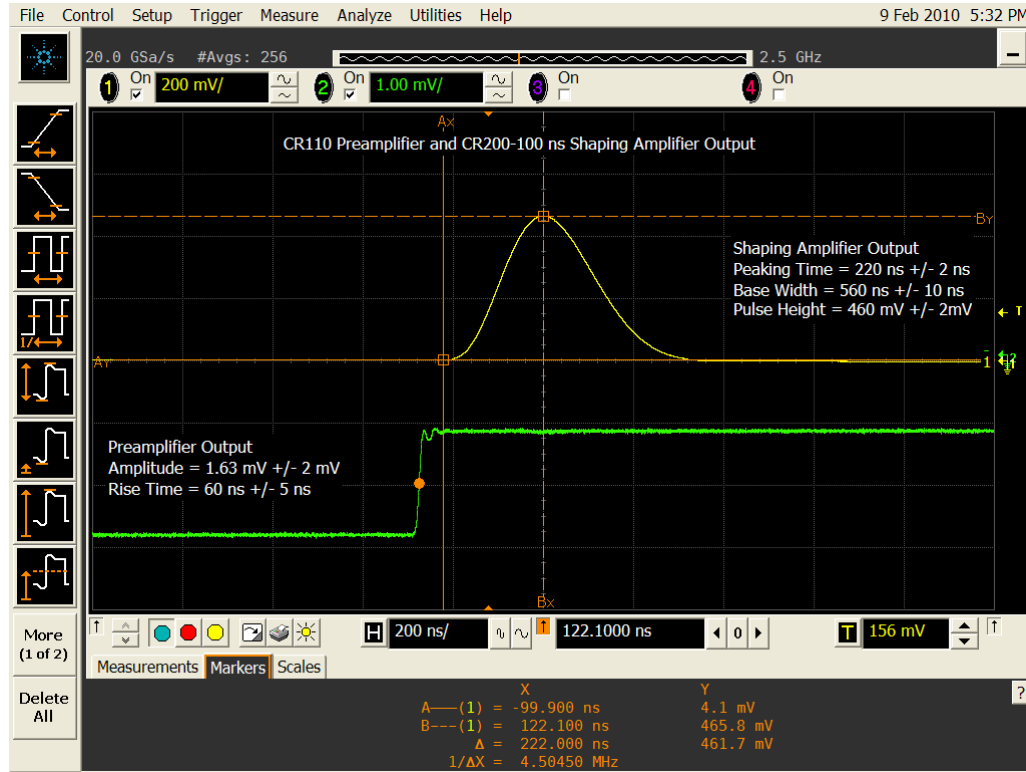 File Control Setup Trigger Measure Analyze Utilities Help 9 Feb 2010 5:32 PM
20.0 GSa/s #Avgs: 256 2.5 GHz
1 On 200 mV/ 2 On 1.00 mV/ 3 On 4 On
Ax
CR110 Preamplifier and CR200-100 ns Shaping Amplifier Output
By
Shaping Amplifier Output
Peaking Time = 220 ns +/- 2 ns
Base Width = 560 ns +/- 10 ns
Pulse Height = 460 mV +/- 2mV
T
Ay
1
Preamplifier Output
Amplitude = 1.63 mV +/- 2 mV
Rise Time = 60 ns +/- 5 ns
1/
Bx
More
(1 of 2)
H 200 ns/ 122.1000 ns 0 T 156 mV
Measurements Markers Scales
Delete
All
?
X Y
A——(1) = -99.900 ns 4.1 mV
B---(1) = 122.100 ns 465.8 mV
Δ = 222.000 ns 461.7 mV
1/ΔX = 4.50450 MHz